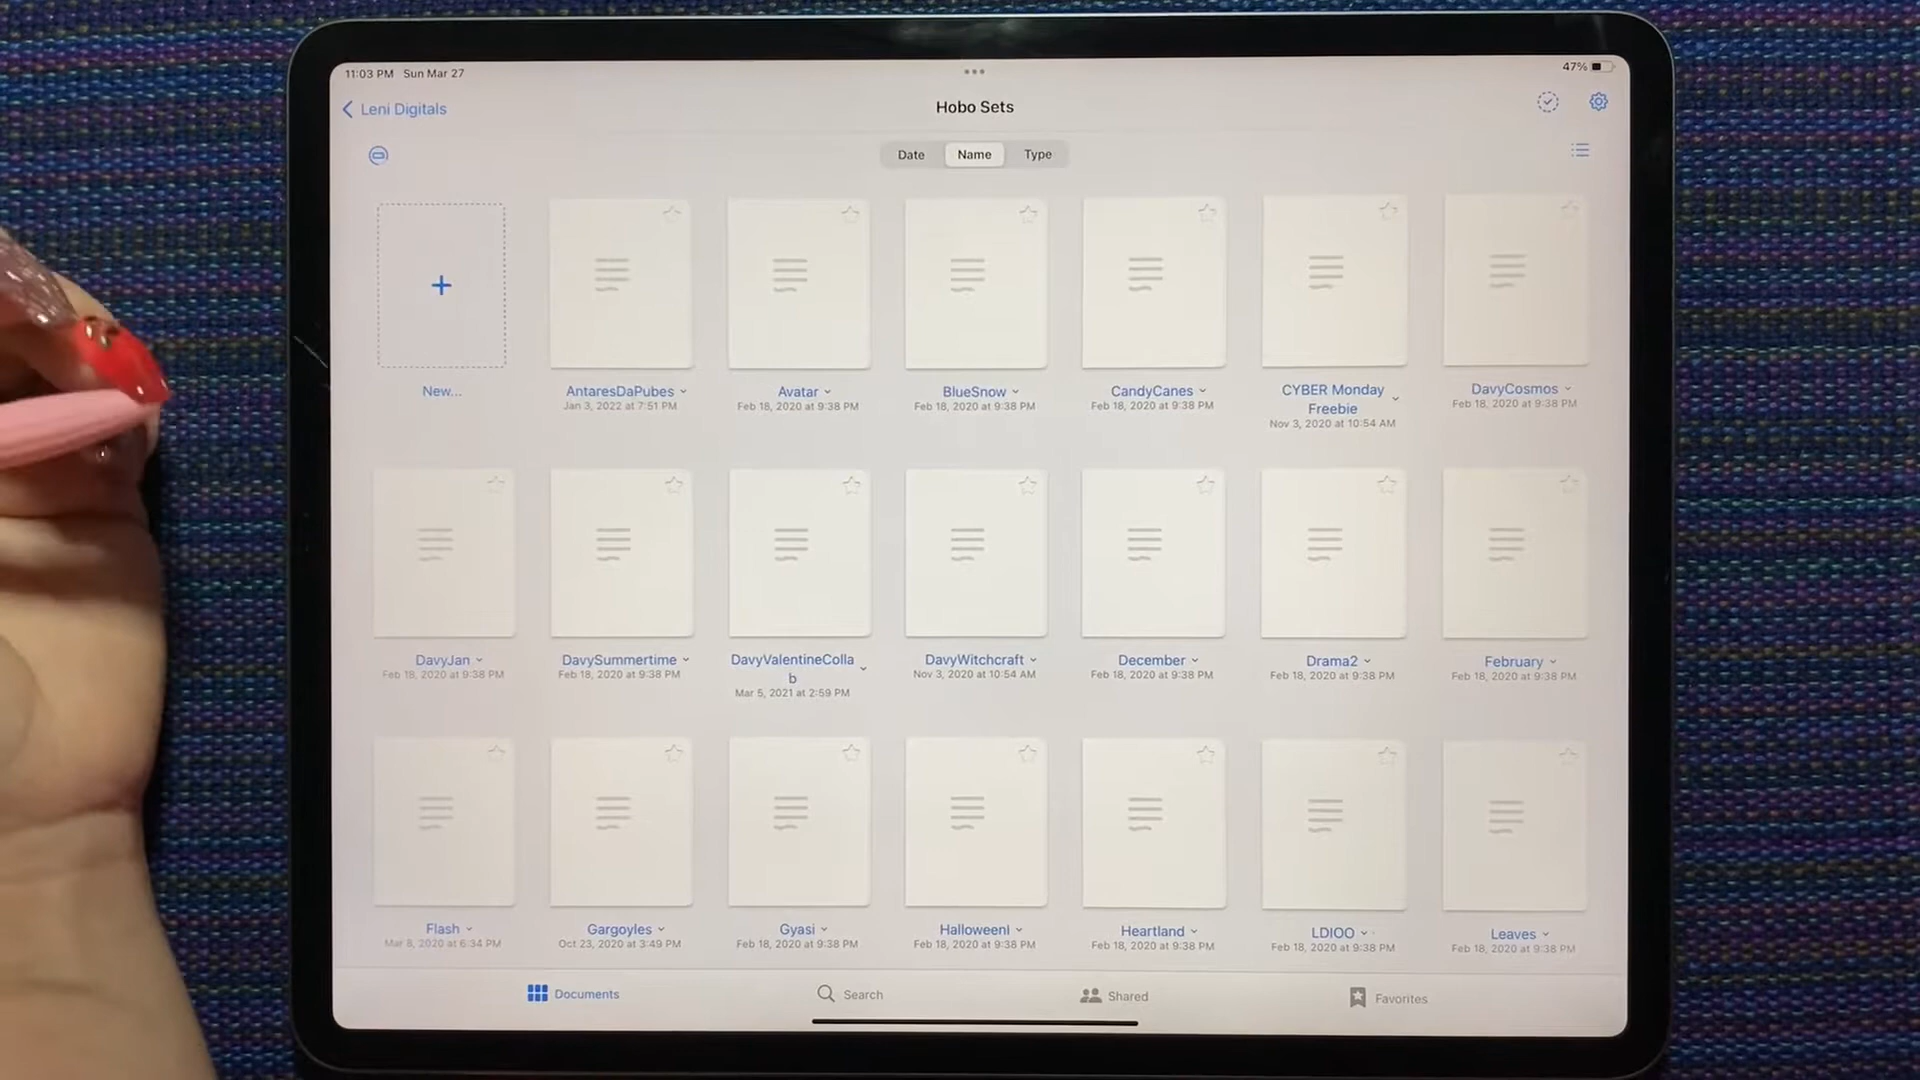 11:03 PM Sun Mar 27
47%
Leni Digitals
Hobo Sets
Date Name Type
New...
AntaresDaPubes
Jan 3, 2022 at 7:51 PM
Avatar
Feb 18, 2020 at 9:38 PM
BlueSnow
Feb 18, 2020 at 9:38 PM
CandyCanes
Feb 18, 2020 at 9:38 PM
CYBER Monday
Freebie
Nov 3, 2020 at 10:54 AM
DavyCosmos
Feb 18, 2020 at 9:38 PM
DavyJan
Feb 18, 2020 at 9:38 PM
DavySummertime
Feb 18, 2020 at 9:38 PM
DavyValentineColla
b
Mar 5, 2021 at 2:59 PM
DavyWitchcraft
Nov 3, 2020 at 10:54 AM
December
Feb 18, 2020 at 9:38 PM
Drama2
Feb 18, 2020 at 9:38 PM
February
Feb 18, 2020 at 9:38 PM
Flash
Mar 8, 2020 at 6:34 PM
Gargoyles
Oct 23, 2020 at 3:49 PM
Gyasi
Feb 18, 2020 at 9:38 PM
HalloweenI
Feb 18, 2020 at 9:38 PM
Heartland
Feb 18, 2020 at 9:38 PM
LDIOO
Feb 18, 2020 at 9:38 PM
Leaves
Feb 18, 2020 at 9:38 PM
Documents
Search
Shared
Favorites